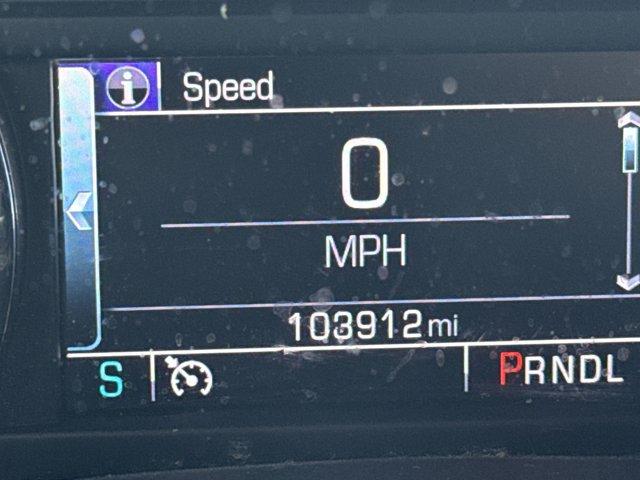 i Speed
0
MPH
103912 mi
S PRNDL